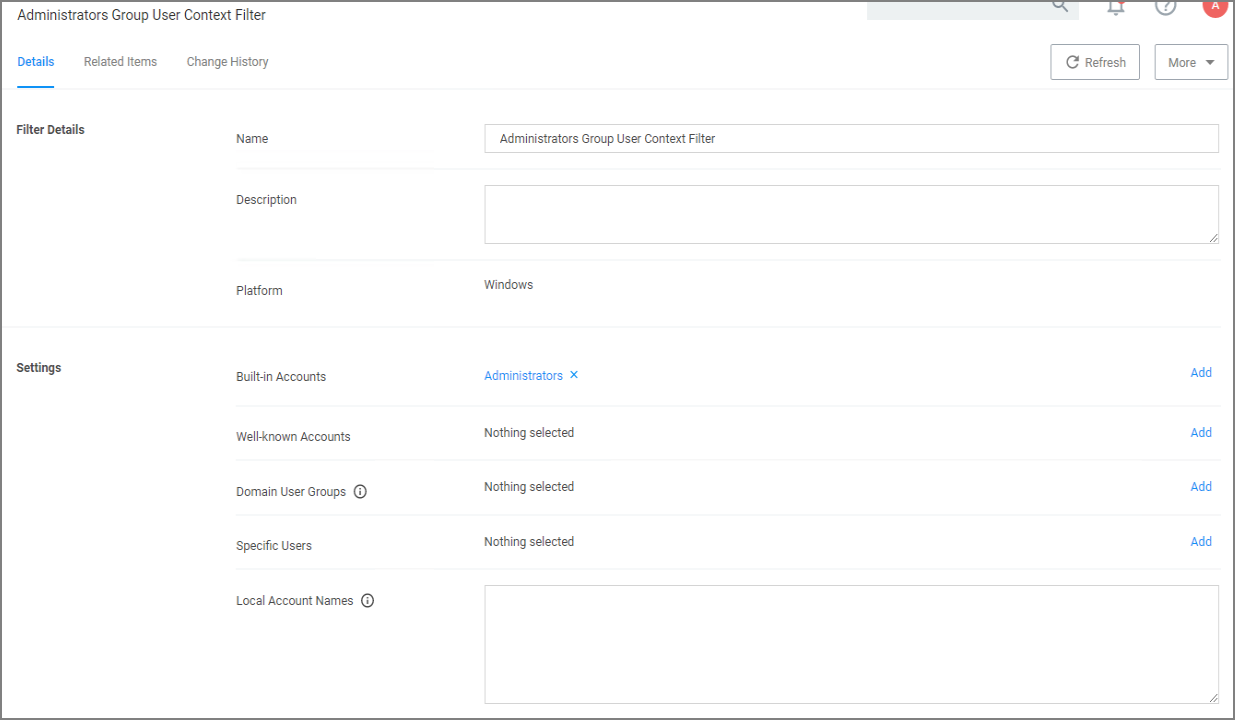 Administrators Group User Context Filter
A
Details Related Items Change History
Refresh More
Filter Details
Name Administrators Group User Context Filter
Description
Platform Windows
Settings
Built-in Accounts Administrators × Add
Well-known Accounts Nothing selected Add
Domain User Groups Nothing selected Add
Specific Users Nothing selected Add
Local Account Names